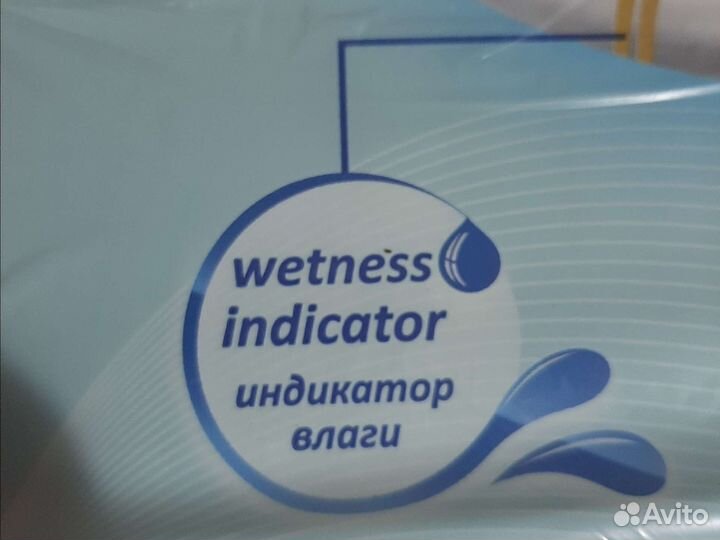 wetness
indicator
индикатор
влаги
Avito